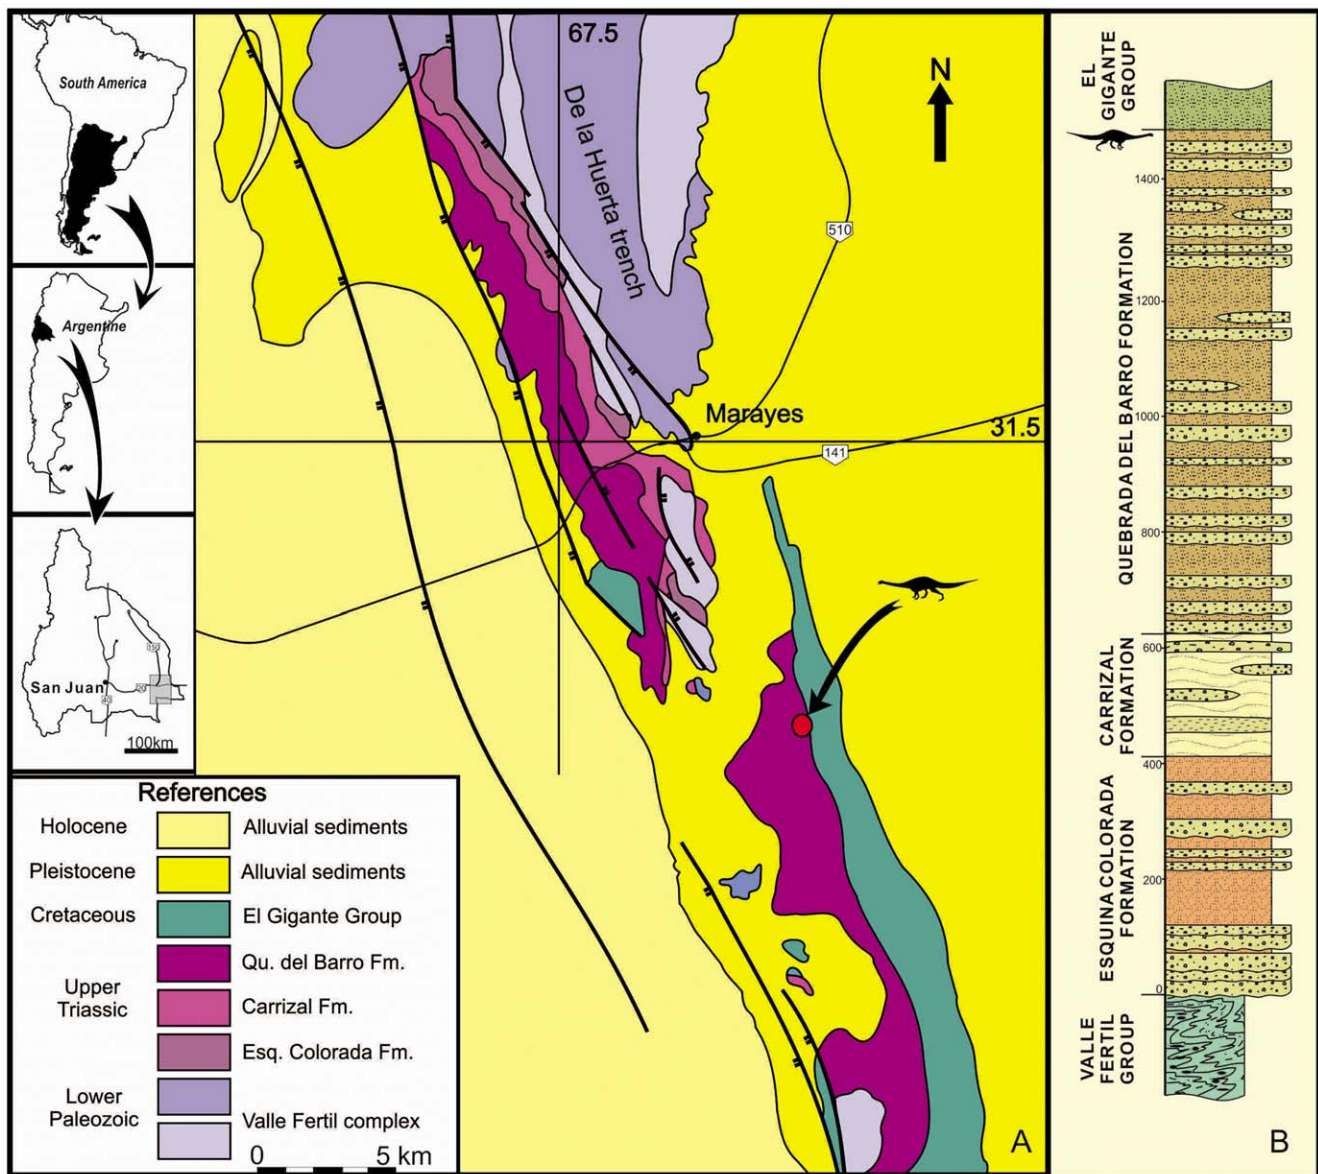 South America
Argentine
San Juan
150
20
40
100km
67.5
De la Huerta trench
N
510
Marayes
31.5
141
References
Holocene
Alluvial sediments
Pleistocene
Alluvial sediments
Cretaceous
El Gigante Group
Upper
Triassic
Qu. del Barro Fm.
Carrizal Fm.
Esq. Colorada Fm.
Lower
Paleozoic
Valle Fertil complex
0 5 km
A
EL
GIGANTE
GROUP
QUEBRADA DEL BARRO FORMATION
CARRIZAL
FORMATION
ESQUINA COLORADA
FORMATION
VALLE
FERTIL
GROUP
1400
1200
1000
800
600
400
200
0
B